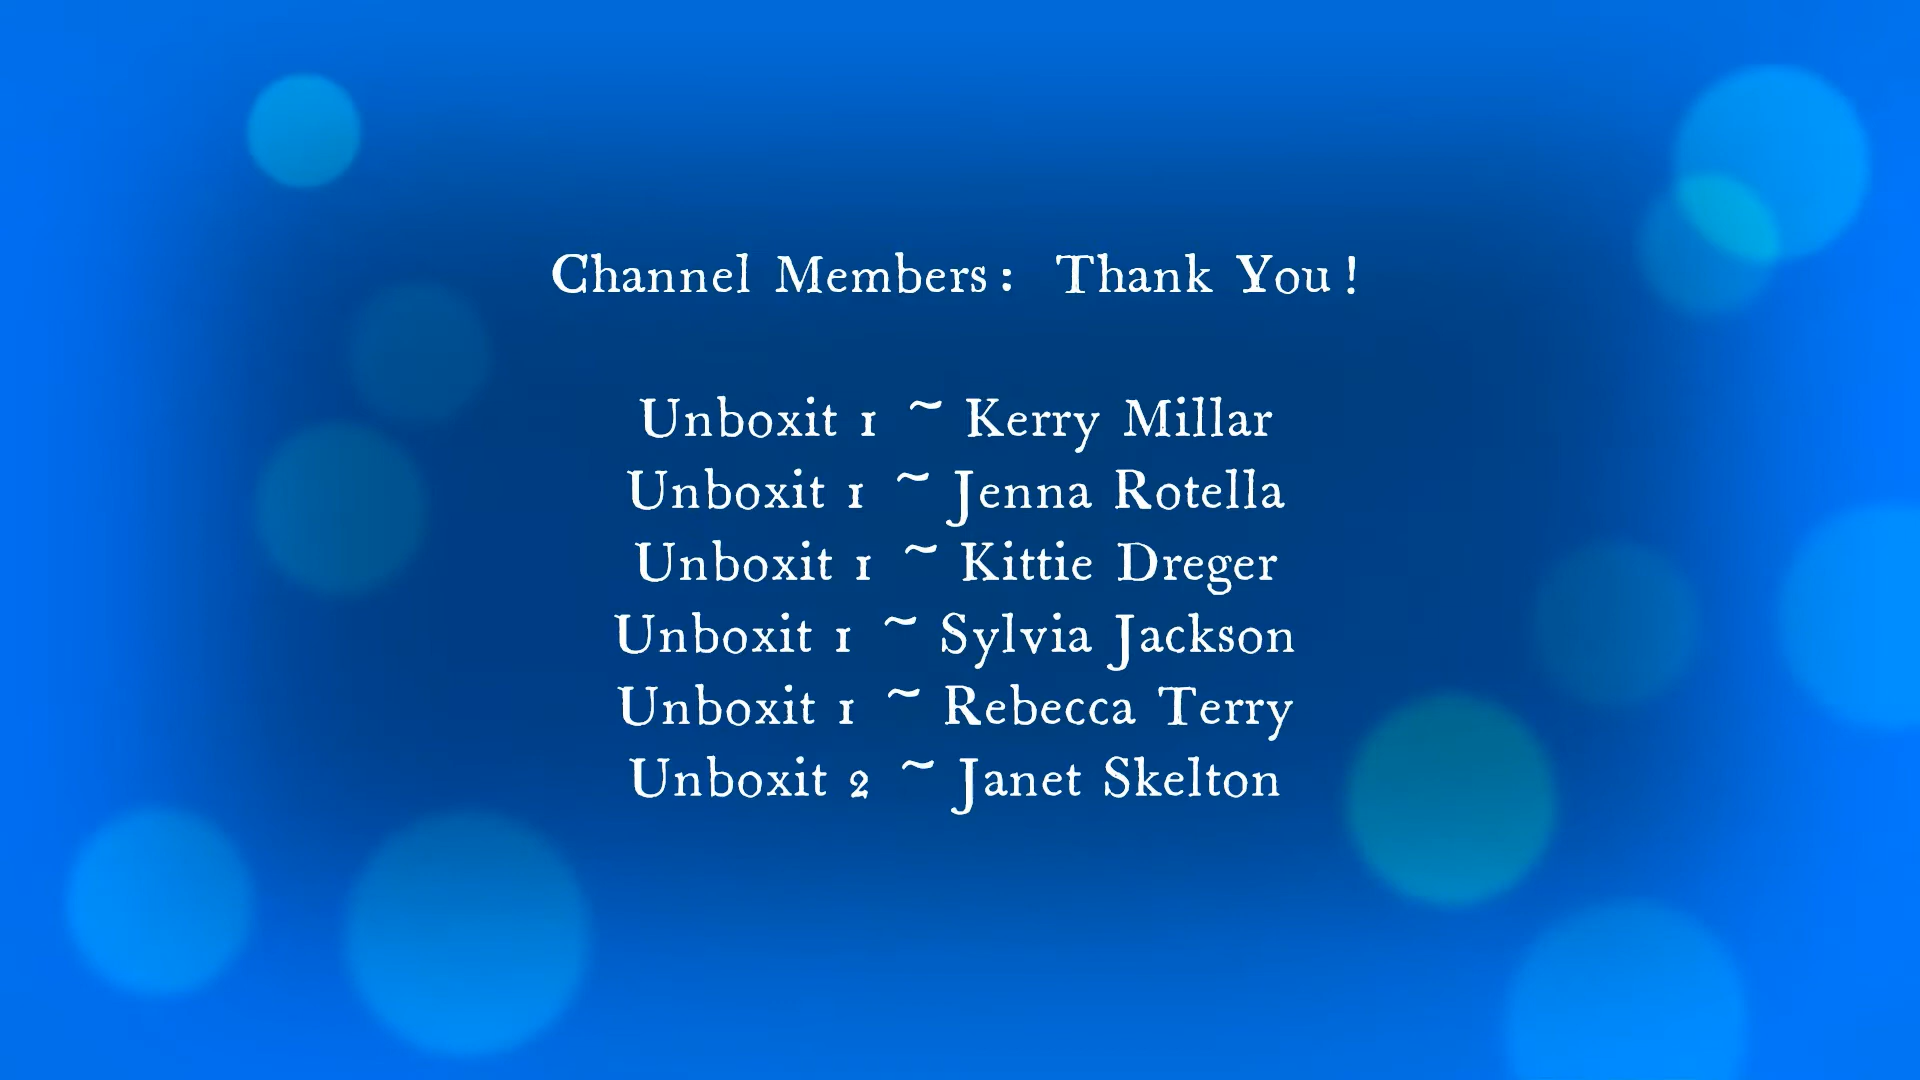 Channel Members: Thank You!
Unboxit 1 ~ Kerry Millar
Unboxit 1 ~ Jenna Rotella
Unboxit 1 ~ Kittie Dreger
Unboxit 1 ~ Sylvia Jackson
Unboxit 1 ~ Rebecca Terry
Unboxit 2 ~ Janet Skelton